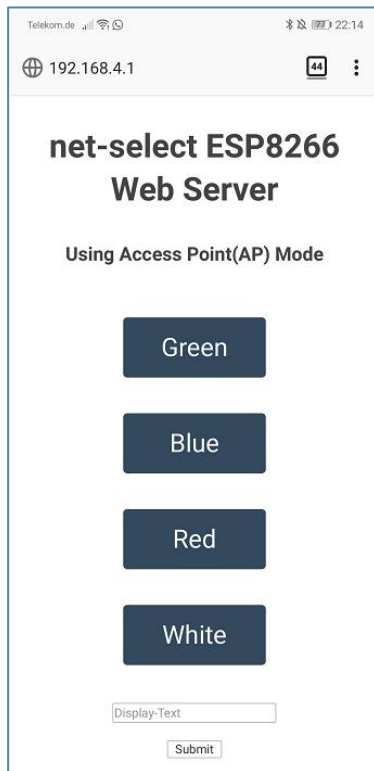 Telekom.de 22:14
192.168.4.1 44
net-select ESP8266
Web Server
Using Access Point(AP) Mode
Green
Blue
Red
White
Display-Text
Submit